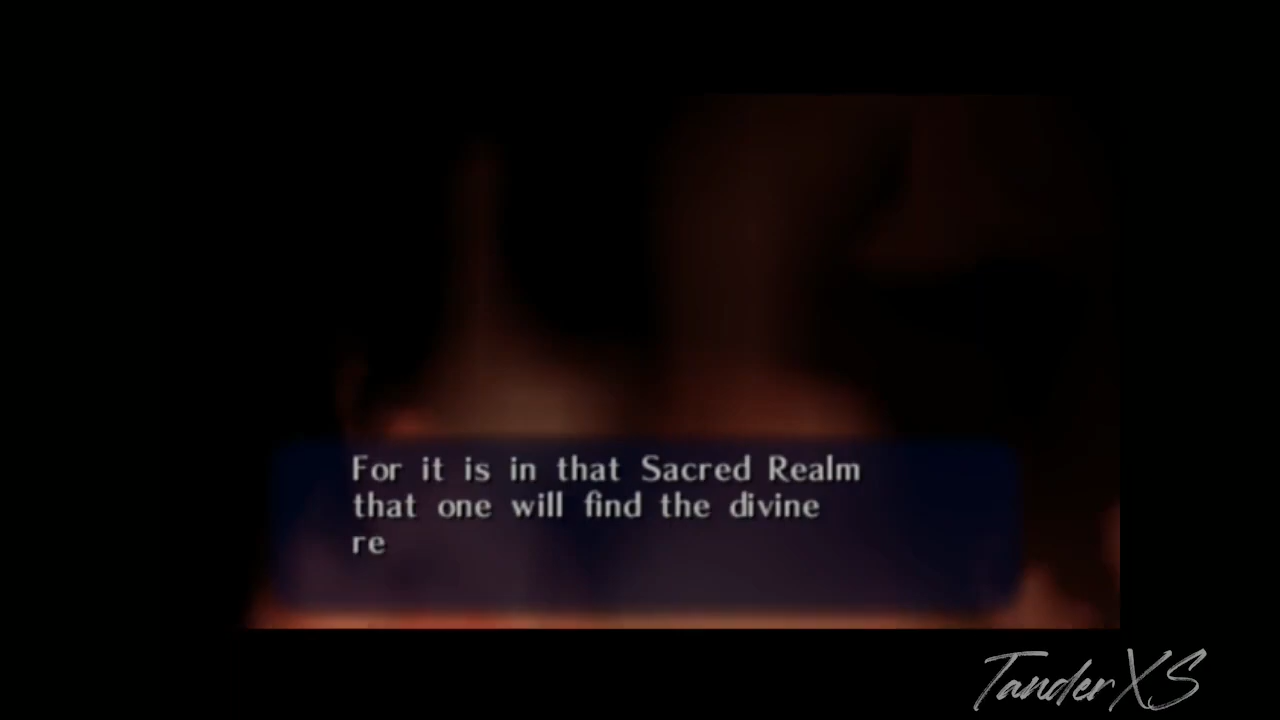 For it is in that Sacred Realm
that one will find the divine
re
TanderXS